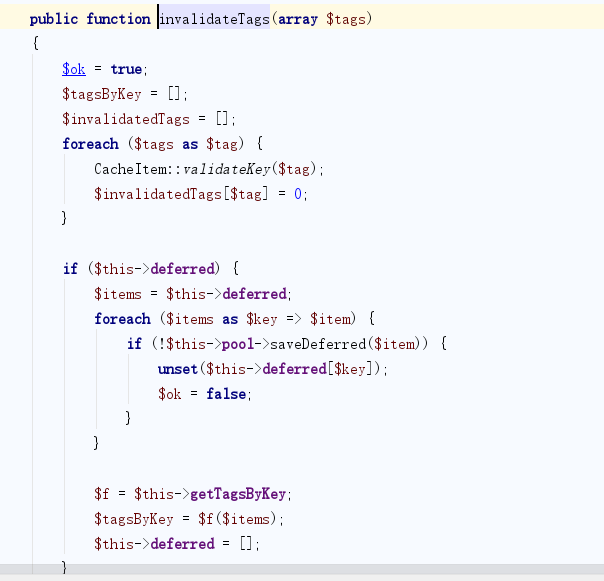 public function invalidateTags(array $tags)
{
    $ok = true;
    $tagsByKey = [];
    $invalidatedTags = [];
    foreach ($tags as $tag) {
        CacheItem::validateKey($tag);
        $invalidatedTags[$tag] = 0;
    }

    if ($this->deferred) {
        $items = $this->deferred;
        foreach ($items as $key => $item) {
            if (!$this->pool->saveDeferred($item)) {
                unset($this->deferred[$key]);
                $ok = false;
            }
        }

        $f = $this->getTagsByKey;
        $tagsByKey = $f($items);
        $this->deferred = [];
    }